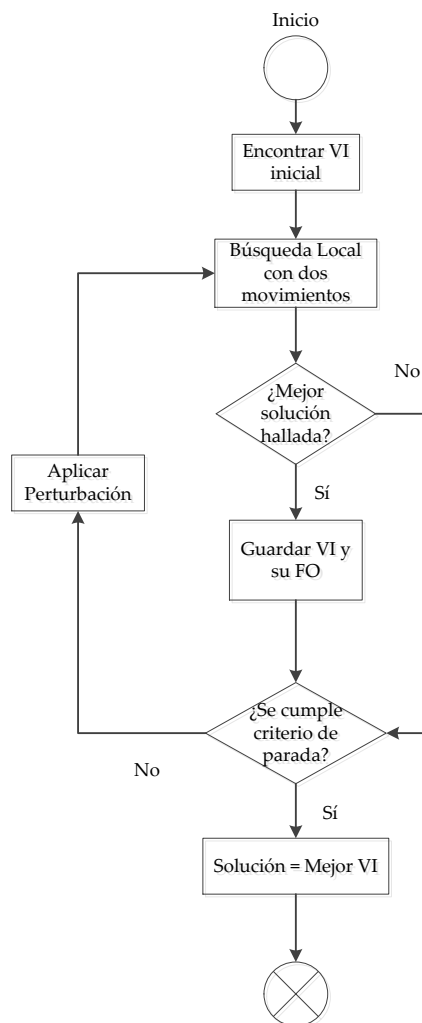 Inicio
Encontrar VI
inicial
Búsqueda Local
con dos
movimientos
¿Mejor
solución
hallada?
No
Sí
Aplicar
Perturbación
Guardar VI y
su FO
¿Se cumple
criterio de
parada?
No
Sí
Solución = Mejor VI